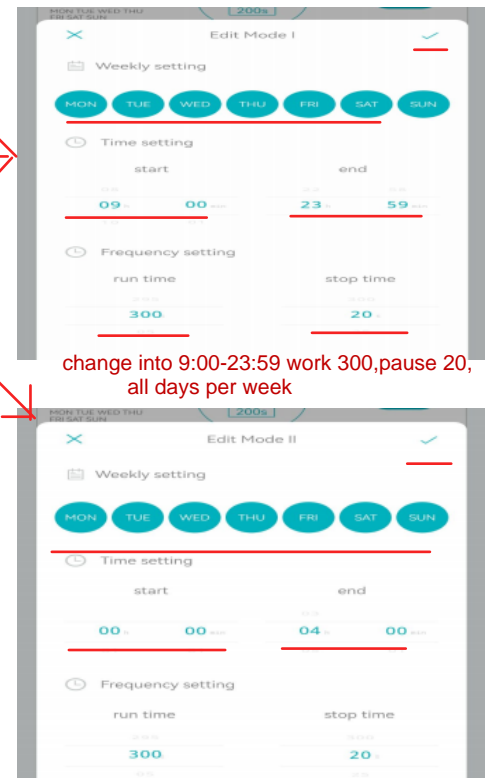 MON TUE WED THU
FRI SAT SUN
200s
Edit Mode I
Weekly setting
MON TUE WED THU FRI SAT SUN
Time setting
start end
09 h 00 min 23 h 59 min
Frequency setting
run time stop time
300 20 s
change into 9:00-23:59 work 300,pause 20,
all days per week
MON TUE WED THU
FRI SAT SUN
200s
Edit Mode II
Weekly setting
MON TUE WED THU FRI SAT SUN
Time setting
start end
00 h 00 min 04 h 00 min
Frequency setting
run time stop time
300 20 s